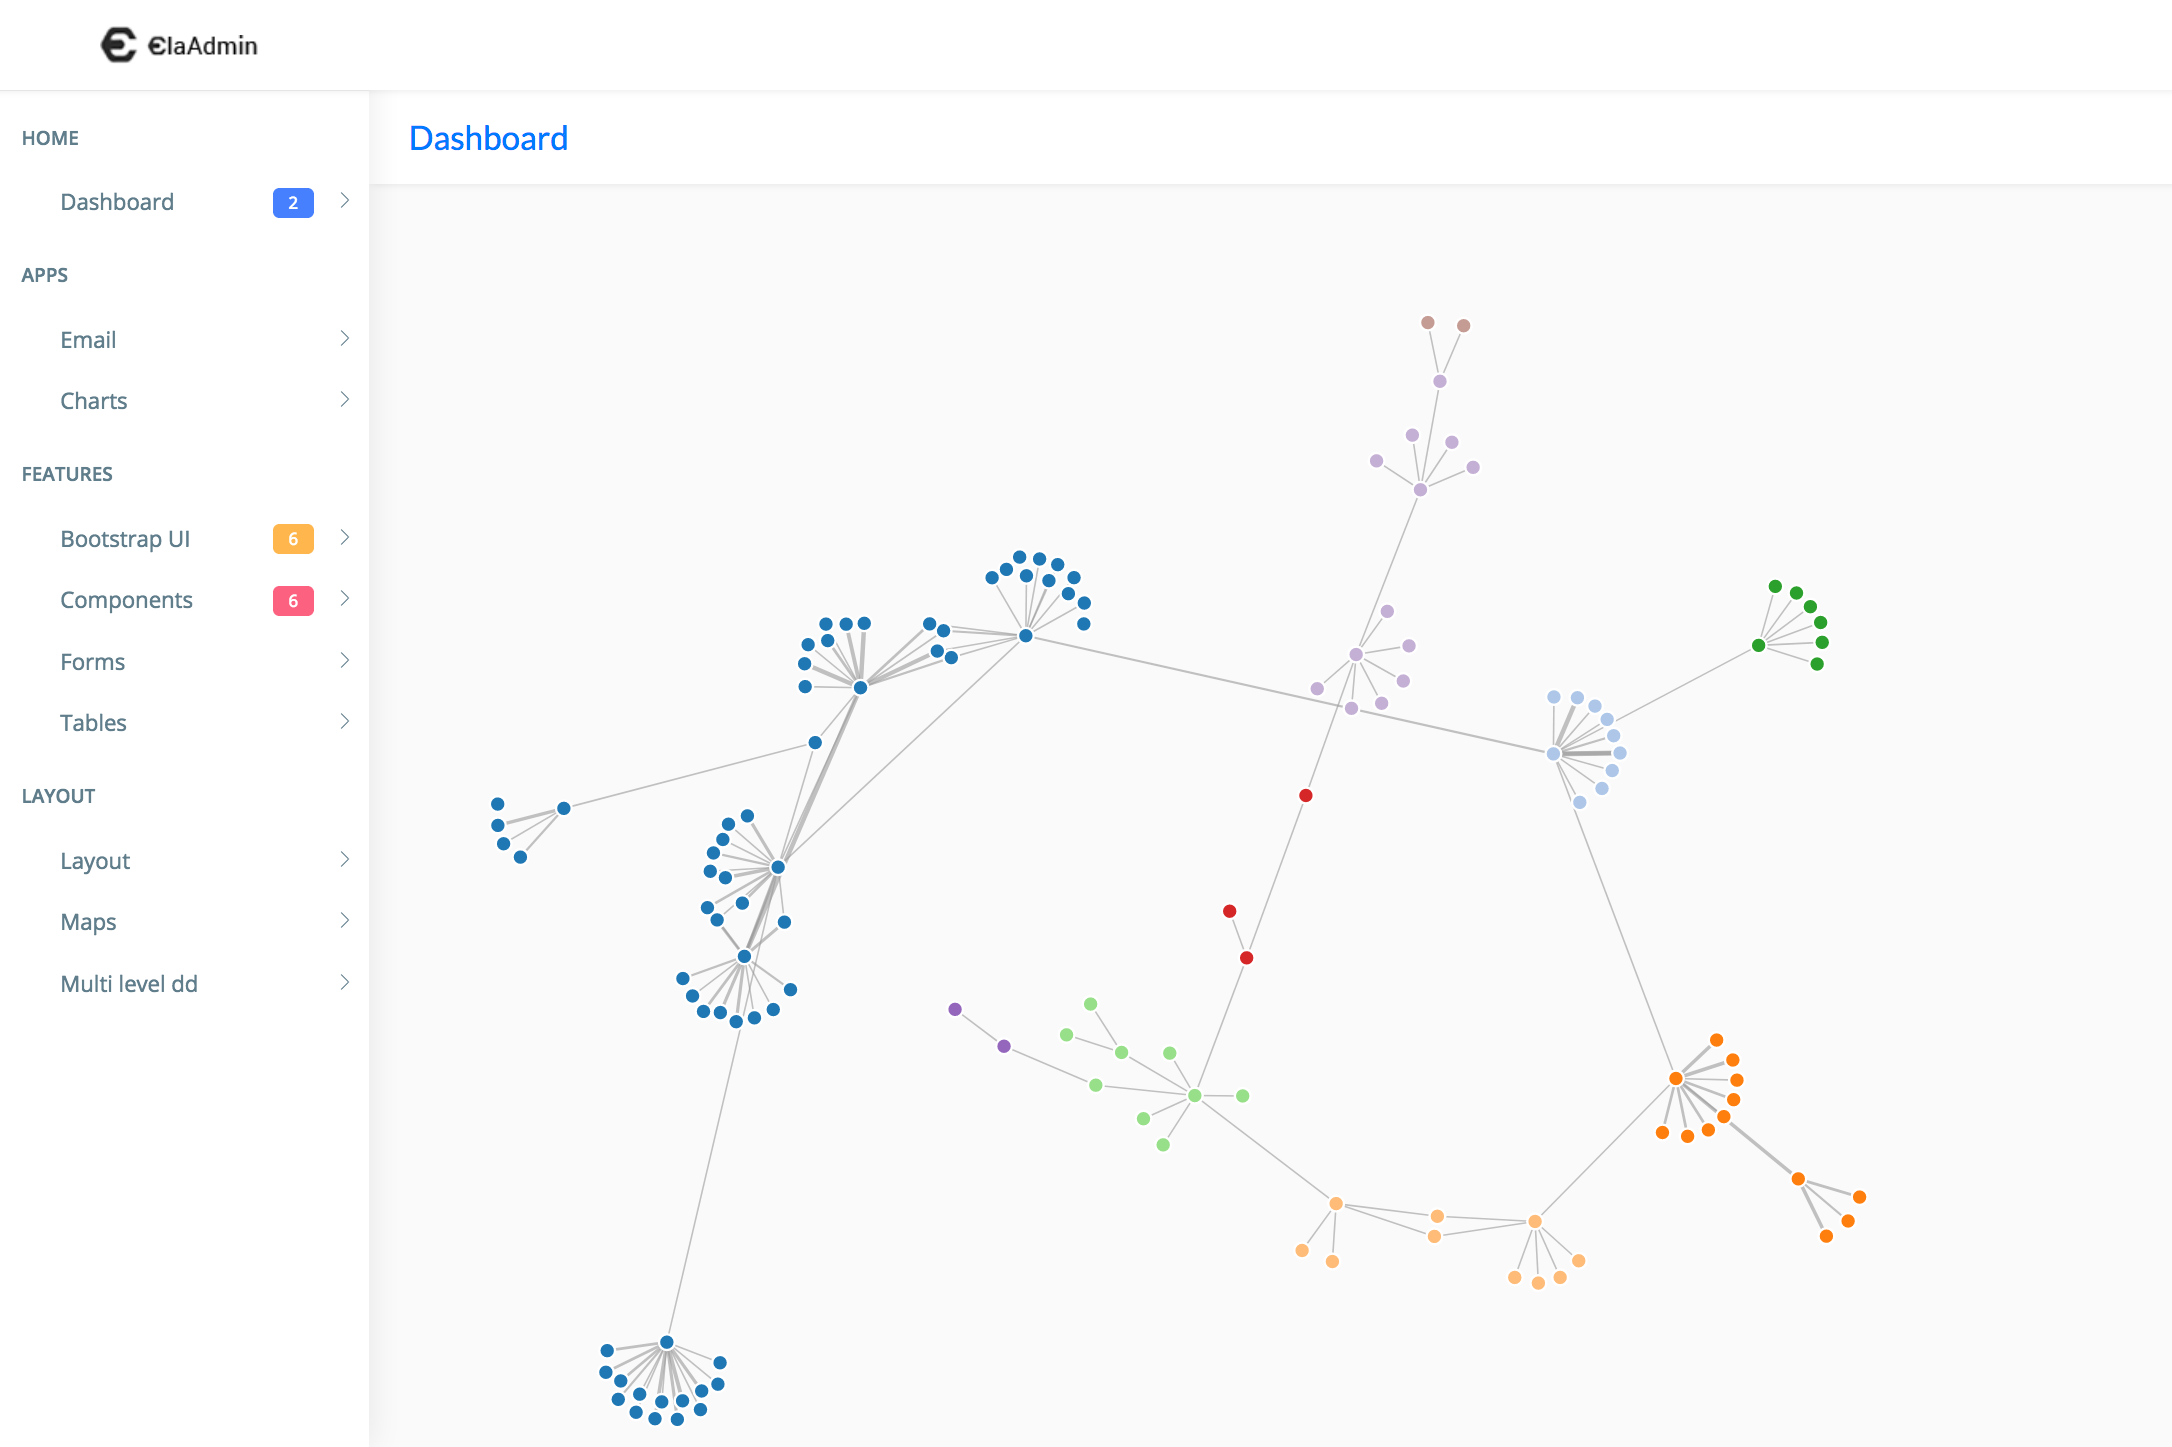 ElaAdmin
HOME
Dashboard 2
APPS
Email
Charts
FEATURES
Bootstrap UI 6
Components 6
Forms
Tables
LAYOUT
Layout
Maps
Multi level dd
Dashboard